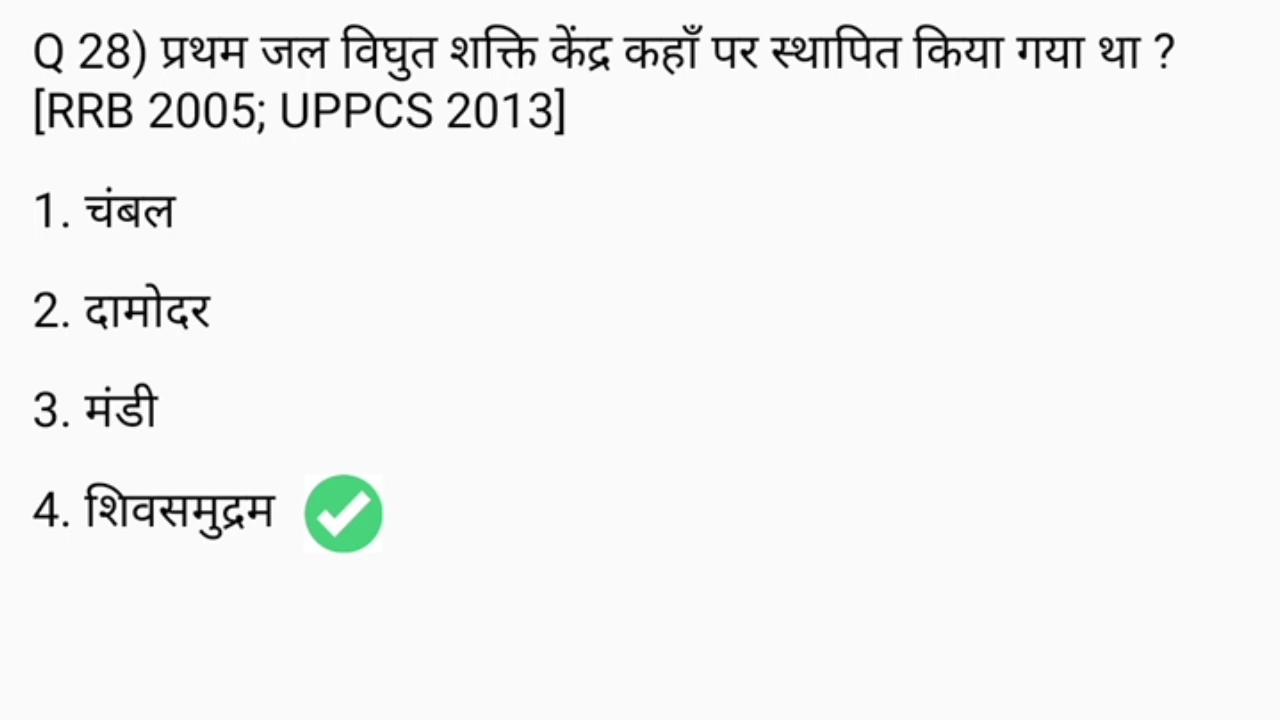 Q 28) प्रथम जल विघुत शक्ति केंद्र कहाँ पर स्थापित किया गया था ?
[RRB 2005; UPPCS 2013]
1. चंबल
2. दामोदर
3. मंडी
4. शिवसमुद्रम